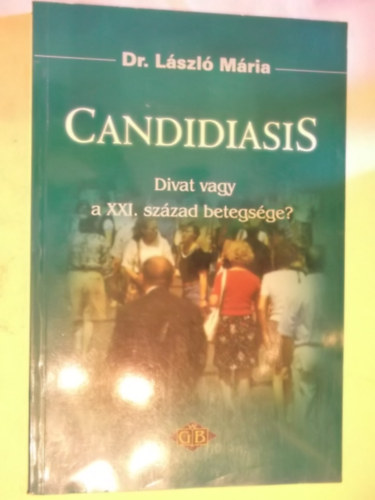 Dr. László Mária
CANDIDIASIS
Divat vagy
a XXI. század betegsége?